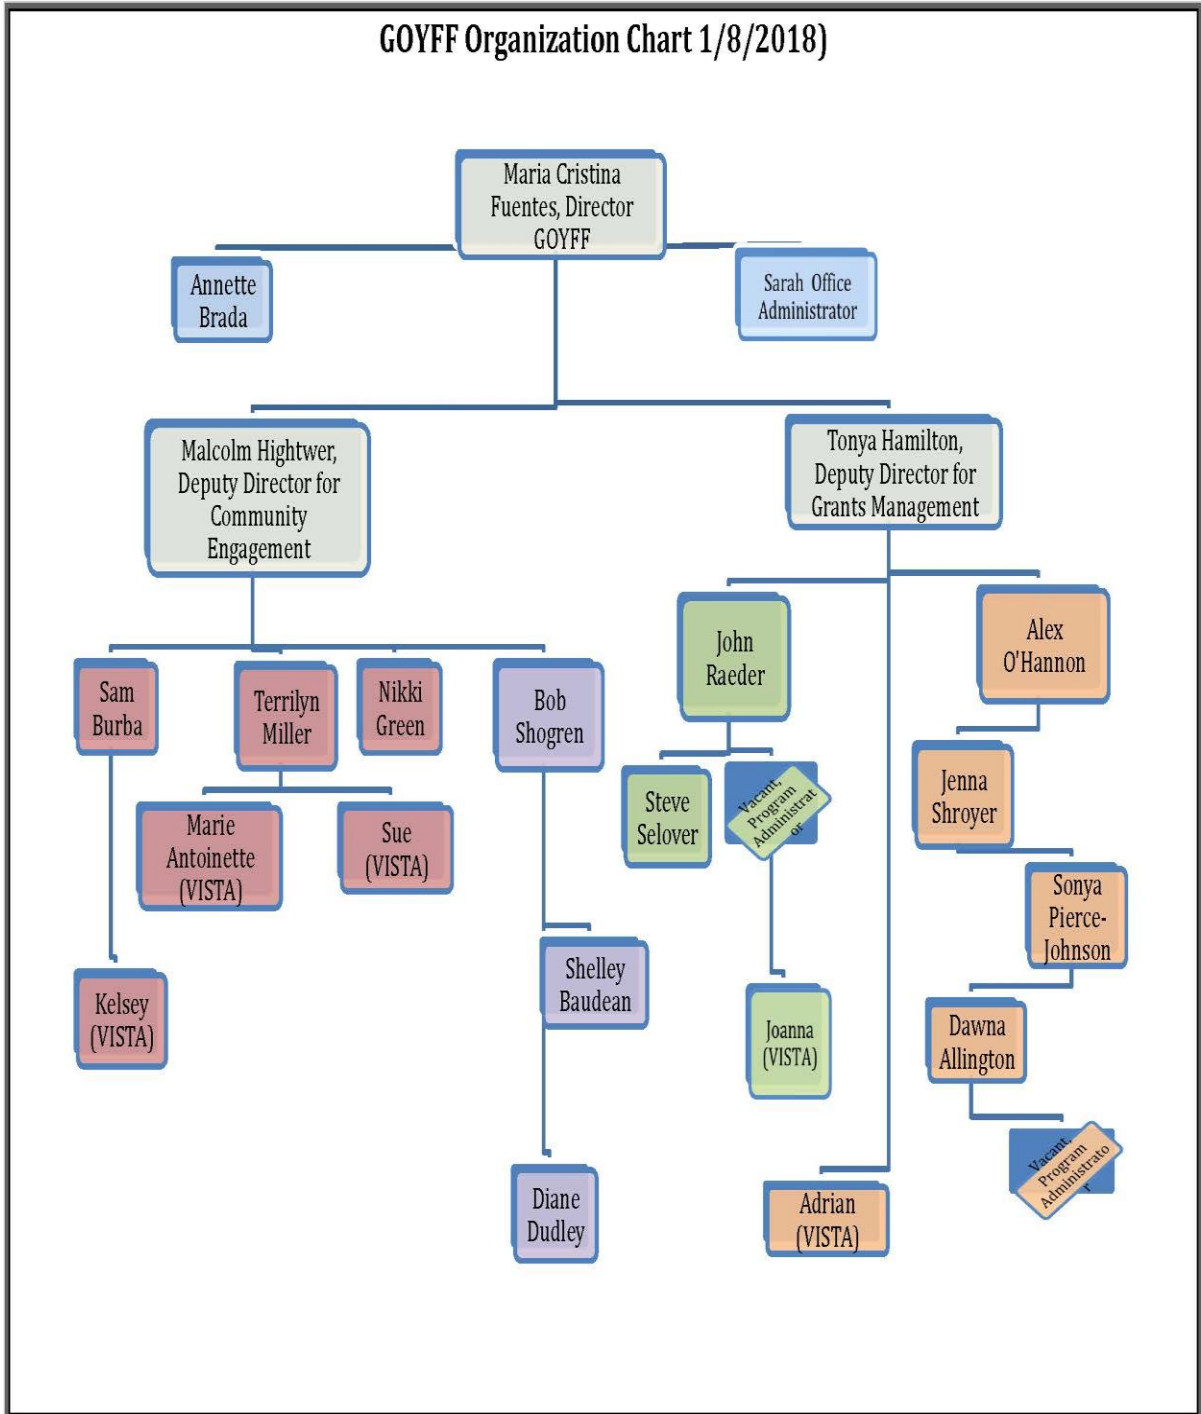 GOYFF Organization Chart 1/8/2018)
Maria Cristina
Fuentes, Director
GOYFF
Annette
Brada
Sarah Office
Administrator
Malcolm Hightwer,
Deputy Director for
Community
Engagement
Tonya Hamilton,
Deputy Director for
Grants Management
Sam
Burba
Terrilyn
Miller
Nikki
Green
Bob
Shogren
John
Raeder
Alex
O'Hannon
Marie
Antoinette
(VISTA)
Sue
(VISTA)
Steve
Selover
Vacant,
Program
Administrat
or
Jenna
Shroyer
Sonya
Pierce-
Johnson
Kelsey
(VISTA)
Shelley
Baudean
Joanna
(VISTA)
Dawna
Allington
Diane
Dudley
Adrian
(VISTA)
Vacant,
Program
Administrato
r